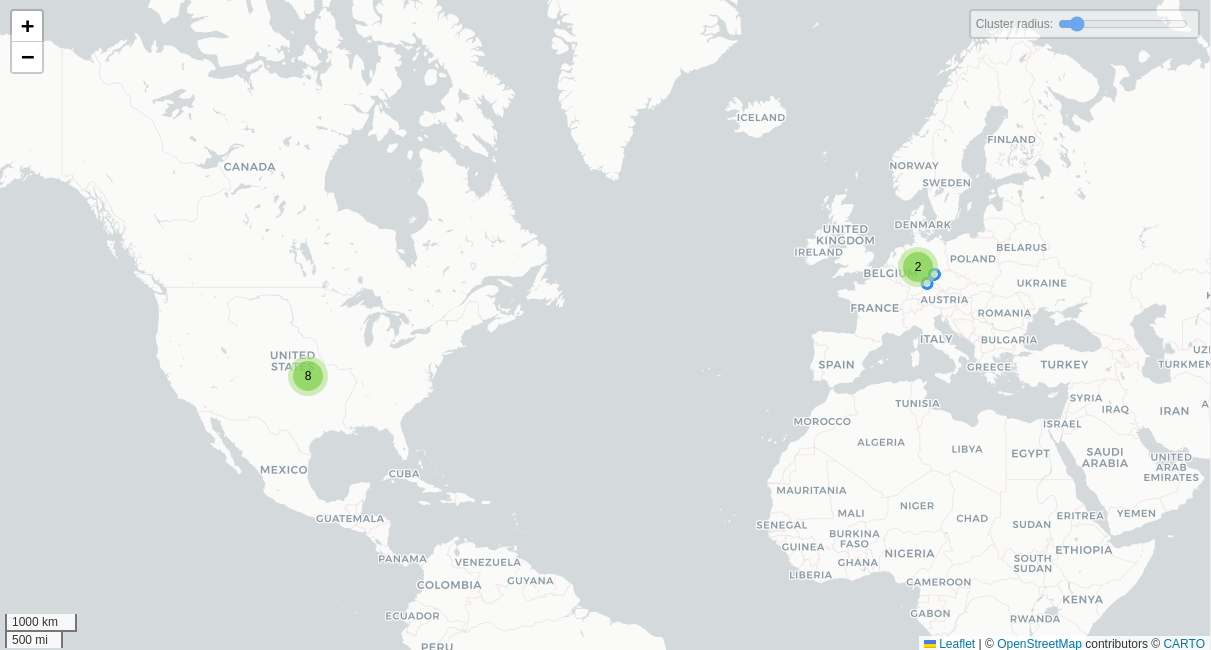 +
−
Cluster radius:
ICELAND
FINLAND
CANADA
NORWAY
SWEDEN
DENMARK
UNITED
KINGDOM
IRELAND
BELARUS
POLAND
2
BELGIUM
UKRAINE
AUSTRIA
FRANCE
ROMANIA
ITALY
BULGARIA
UNITED
STATES
8
SPAIN
GREECE
TURKEY
TURKMEN
SYRIA
IRAQ
IRAN
TUNISIA
MOROCCO
ISRAEL
ALGERIA
LIBYA
EGYPT
SAUDI
ARABIA
UNITED
ARAB
EMIRATES
MEXICO
CUBA
MAURITANIA
NIGER
MALI
CHAD
ERITREA
YEMEN
GUATEMALA
SENEGAL
SUDAN
BURKINA
FASO
GUINEA
GHANA
NIGERIA
ETHIOPIA
PANAMA
VENEZUELA
SOUTH
SUDAN
LIBERIA
COLOMBIA
GUYANA
CAMEROON
KENYA
ECUADOR
GABON
RWANDA
PERU
1000 km
500 mi
Leaflet | © OpenStreetMap contributors © CARTO